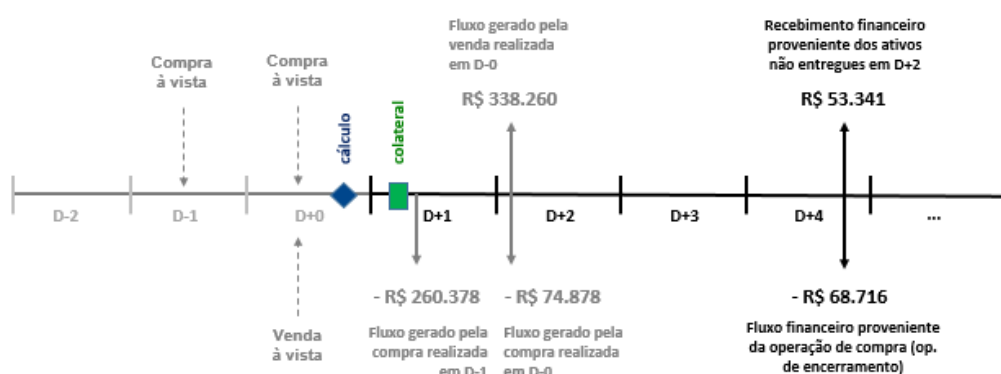 Fluxo gerado pela
venda realizada
em D-0
R$ 338.260
Recebimento financeiro
proveniente dos ativos
não entregues em D+2
R$ 53.341
Compra
à vista
Compra
à vista
cálculo
colateral
D-2
D-1
D+0
D+1
D+2
D+3
D+4
...
- R$ 260.378
Fluxo gerado pela
compra realizada
em D-1
- R$ 74.878
Fluxo gerado pela
compra realizada
em D-0
- R$ 68.716
Fluxo financeiro proveniente
da operação de compra (op.
de encerramento)
Venda
à vista